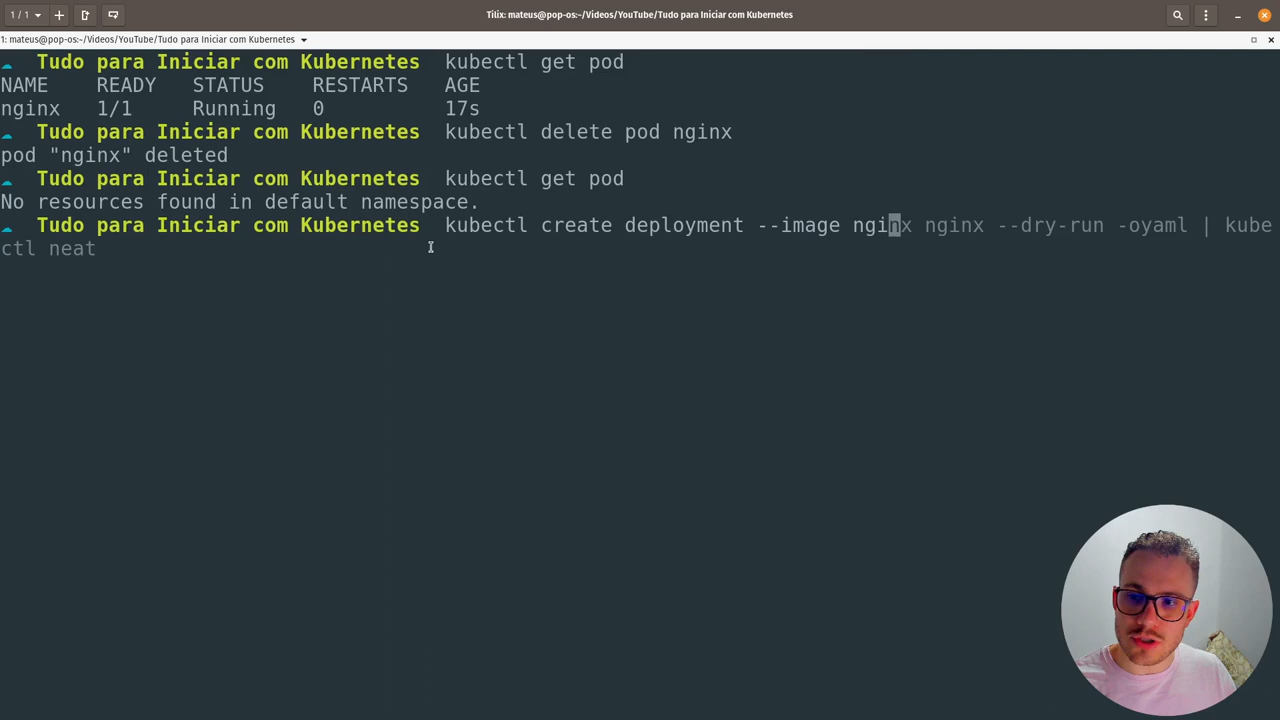 1 / 1
Tilix: mateus@pop-os:~/Videos/YouTube/Tudo para Iniciar com Kubernetes
1: mateus@pop-os:~/Videos/YouTube/Tudo para Iniciar com Kubernetes
Tudo para Iniciar com Kubernetes kubectl get pod
NAME READY STATUS RESTARTS AGE
nginx 1/1 Running 0 17s
Tudo para Iniciar com Kubernetes kubectl delete pod nginx
pod "nginx" deleted
Tudo para Iniciar com Kubernetes kubectl get pod
No resources found in default namespace.
Tudo para Iniciar com Kubernetes kubectl create deployment --image nginx nginx --dry-run -oyaml | kube
ctl neat